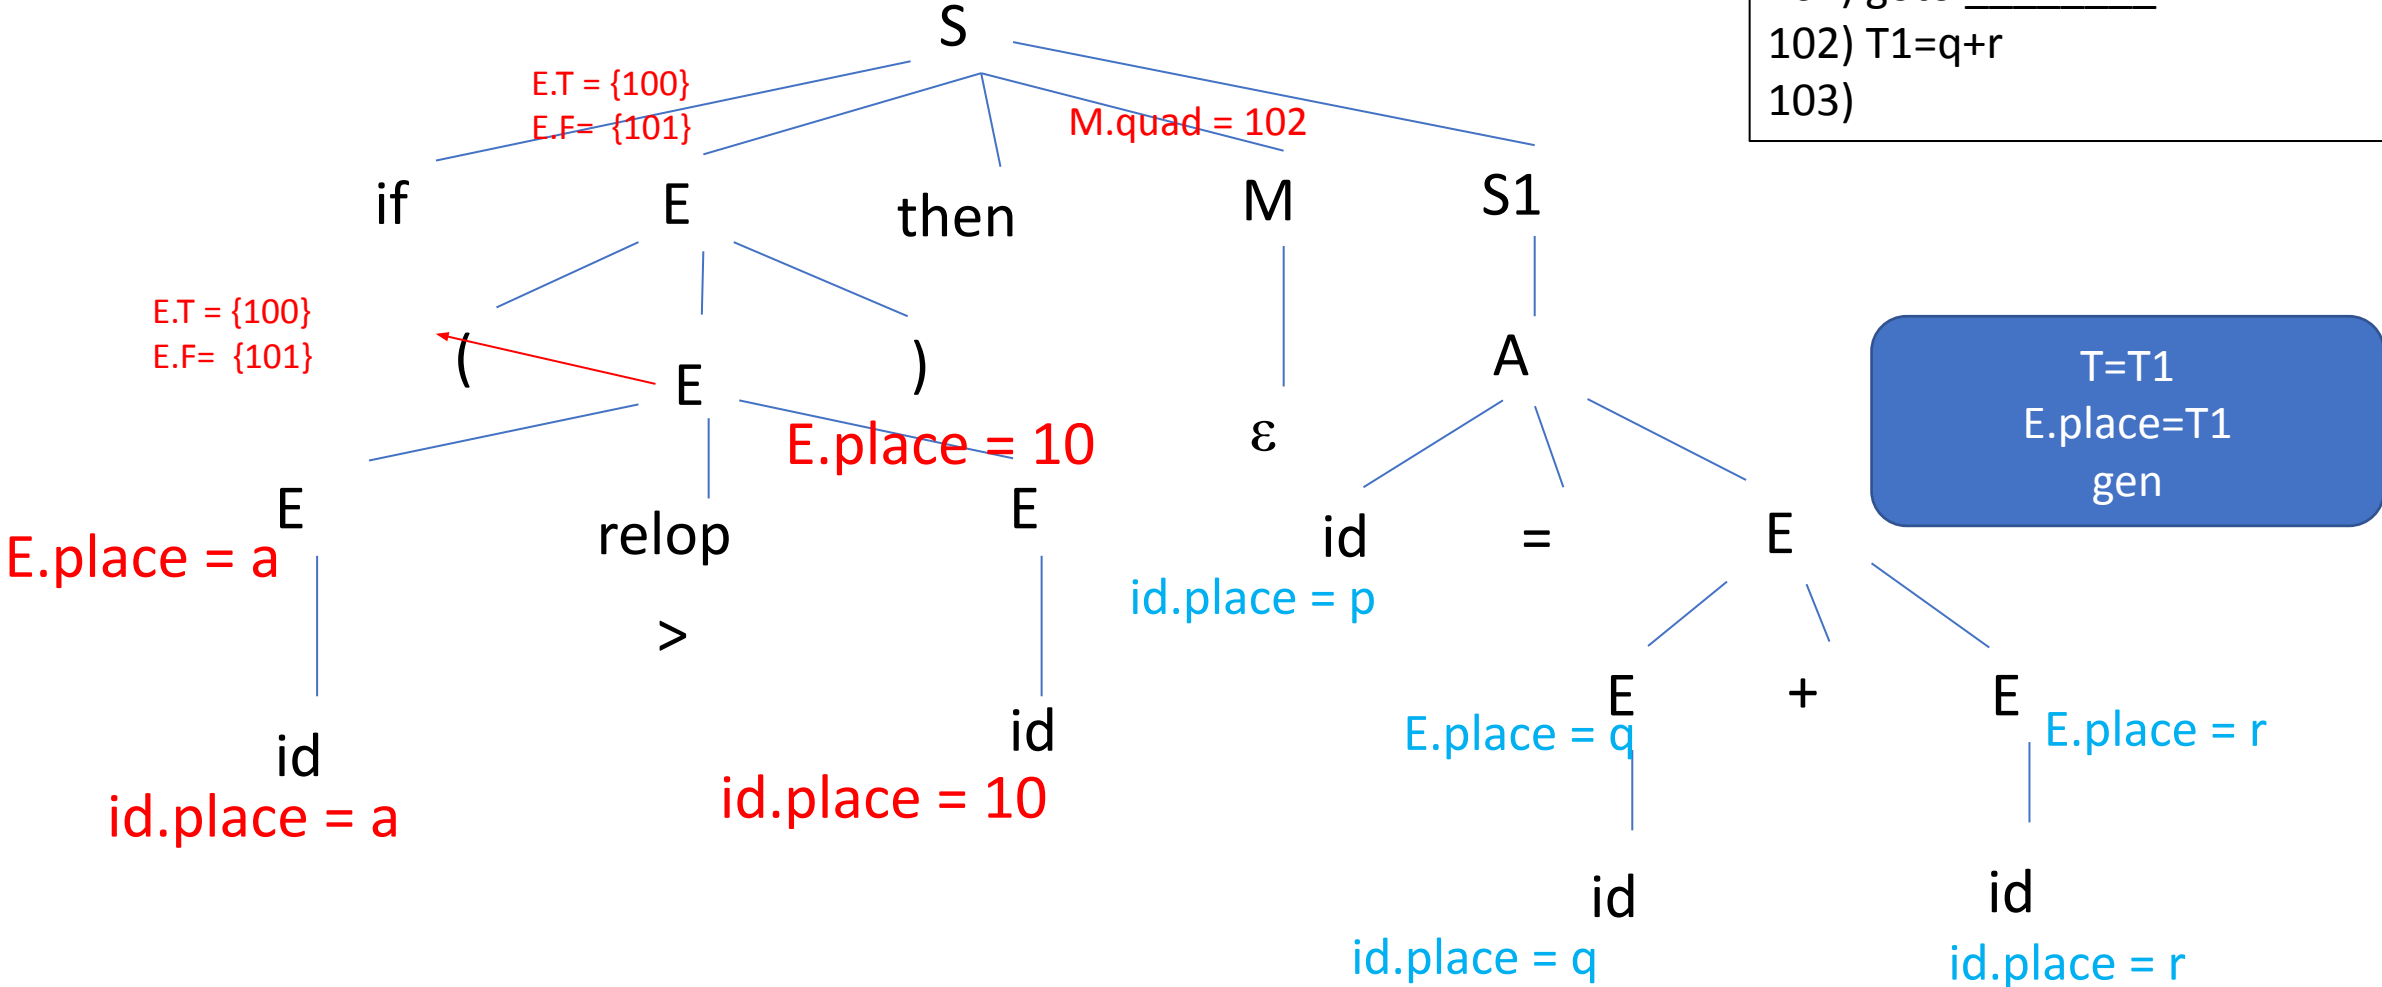 S
goto ________
102) T1=q+r
103)
E.T = {100}
E.F= {101}
M.quad = 102
if
E
then
M
S1
E.T = {100}
E.F= {101}
(
E
)
A
T=T1
E.place=T1
gen
E.place = 10
ε
E
relop
E
id
=
E
E.place = a
id.place = p
>
E
+
E
E.place = q
E.place = r
id
id
id.place = a
id.place = 10
id
id
id.place = q
id.place = r